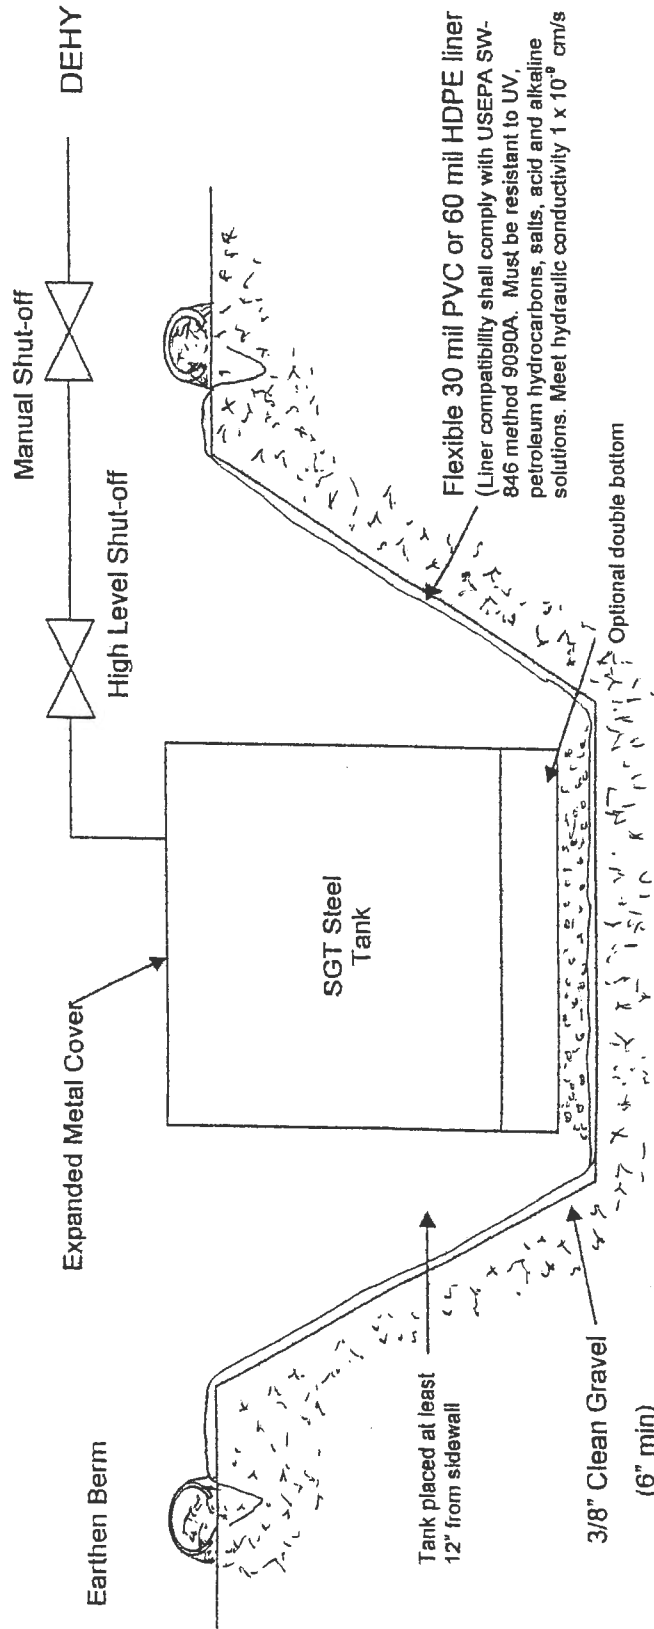 DEHY
Manual Shut-off
High Level Shut-off
Expanded Metal Cover
Earthen Berm
SGT Steel
Tank
Flexible 30 mil PVC or 60 mil HDPE liner
(Liner compatibility shall comply with USEPA SW-
846 method 9090A. Must be resistant to UV,
petroleum hydrocarbons, salts, acid and alkaline
solutions. Meet hydraulic conductivity 1 x 10⁻⁹ cm/s
Optional double bottom
Tank placed at least
12" from sidewall
3/8" Clean Gravel
(6" min)